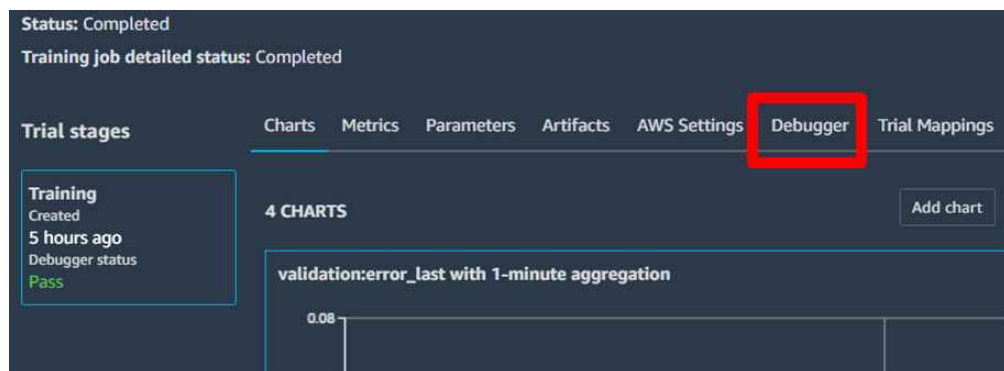 Status: Completed
Training job detailed status: Completed
Trial stages
Charts Metrics Parameters Artifacts AWS Settings Debugger Trial Mappings
Training
Created
5 hours ago
Debugger status
Pass
4 CHARTS
Add chart
validation:error_last with 1-minute aggregation
0.08